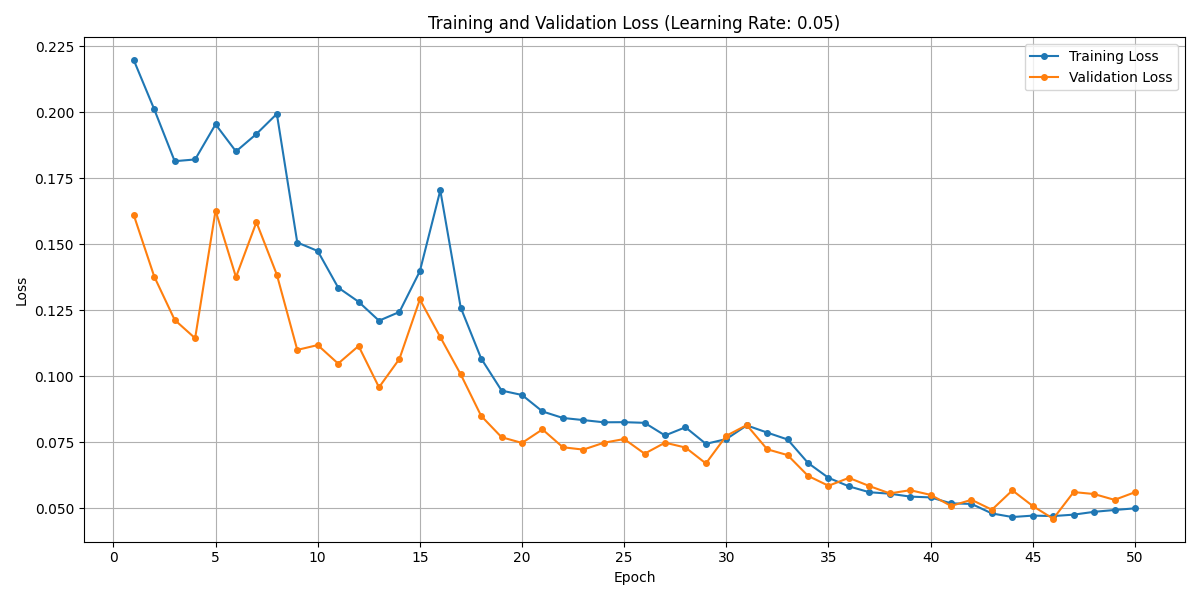 Training and Validation Loss (Learning Rate: 0.05)
Training Loss
Validation Loss
Loss
0.225
0.200
0.175
0.150
0.125
0.100
0.075
0.050
0 5 10 15 20 25 30 35 40 45 50
Epoch